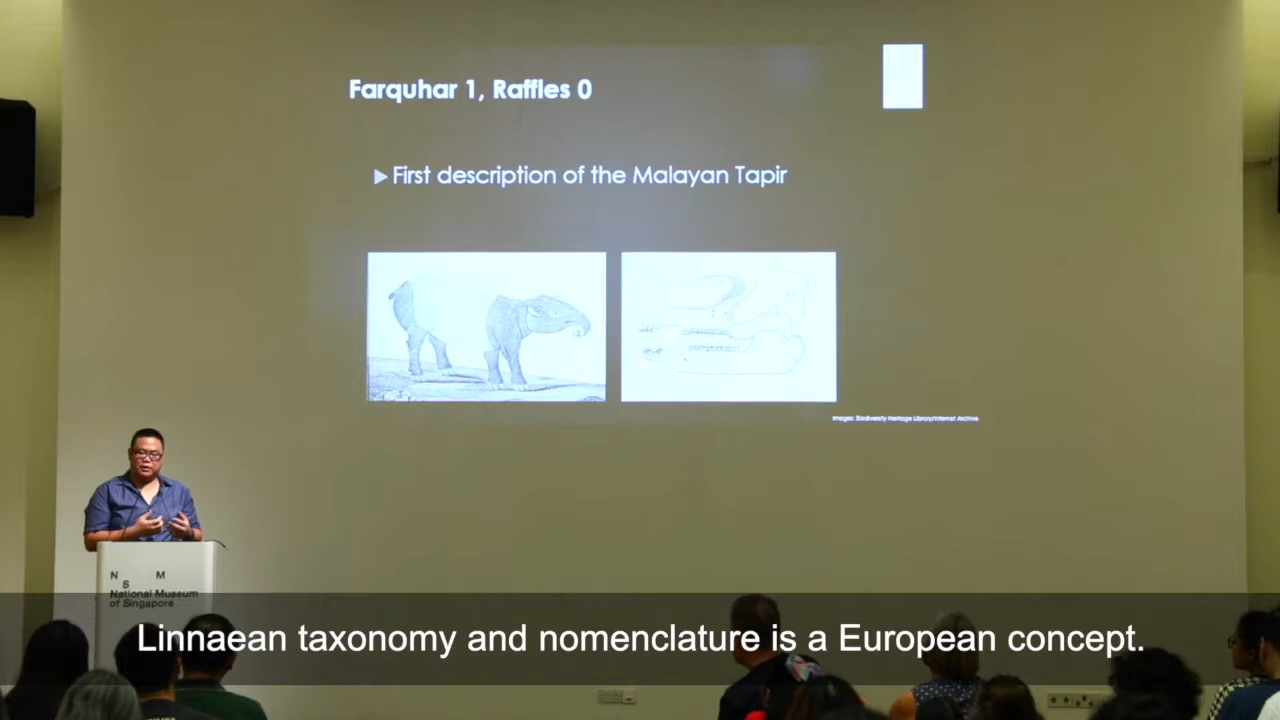 Farquhar 1, Raffles 0
▶ First description of the Malayan Tapir
Images: Biodiversity Heritage Library/Internet Archive
N M
S
National Museum
of Singapore
Linnaean taxonomy and nomenclature is a European concept.